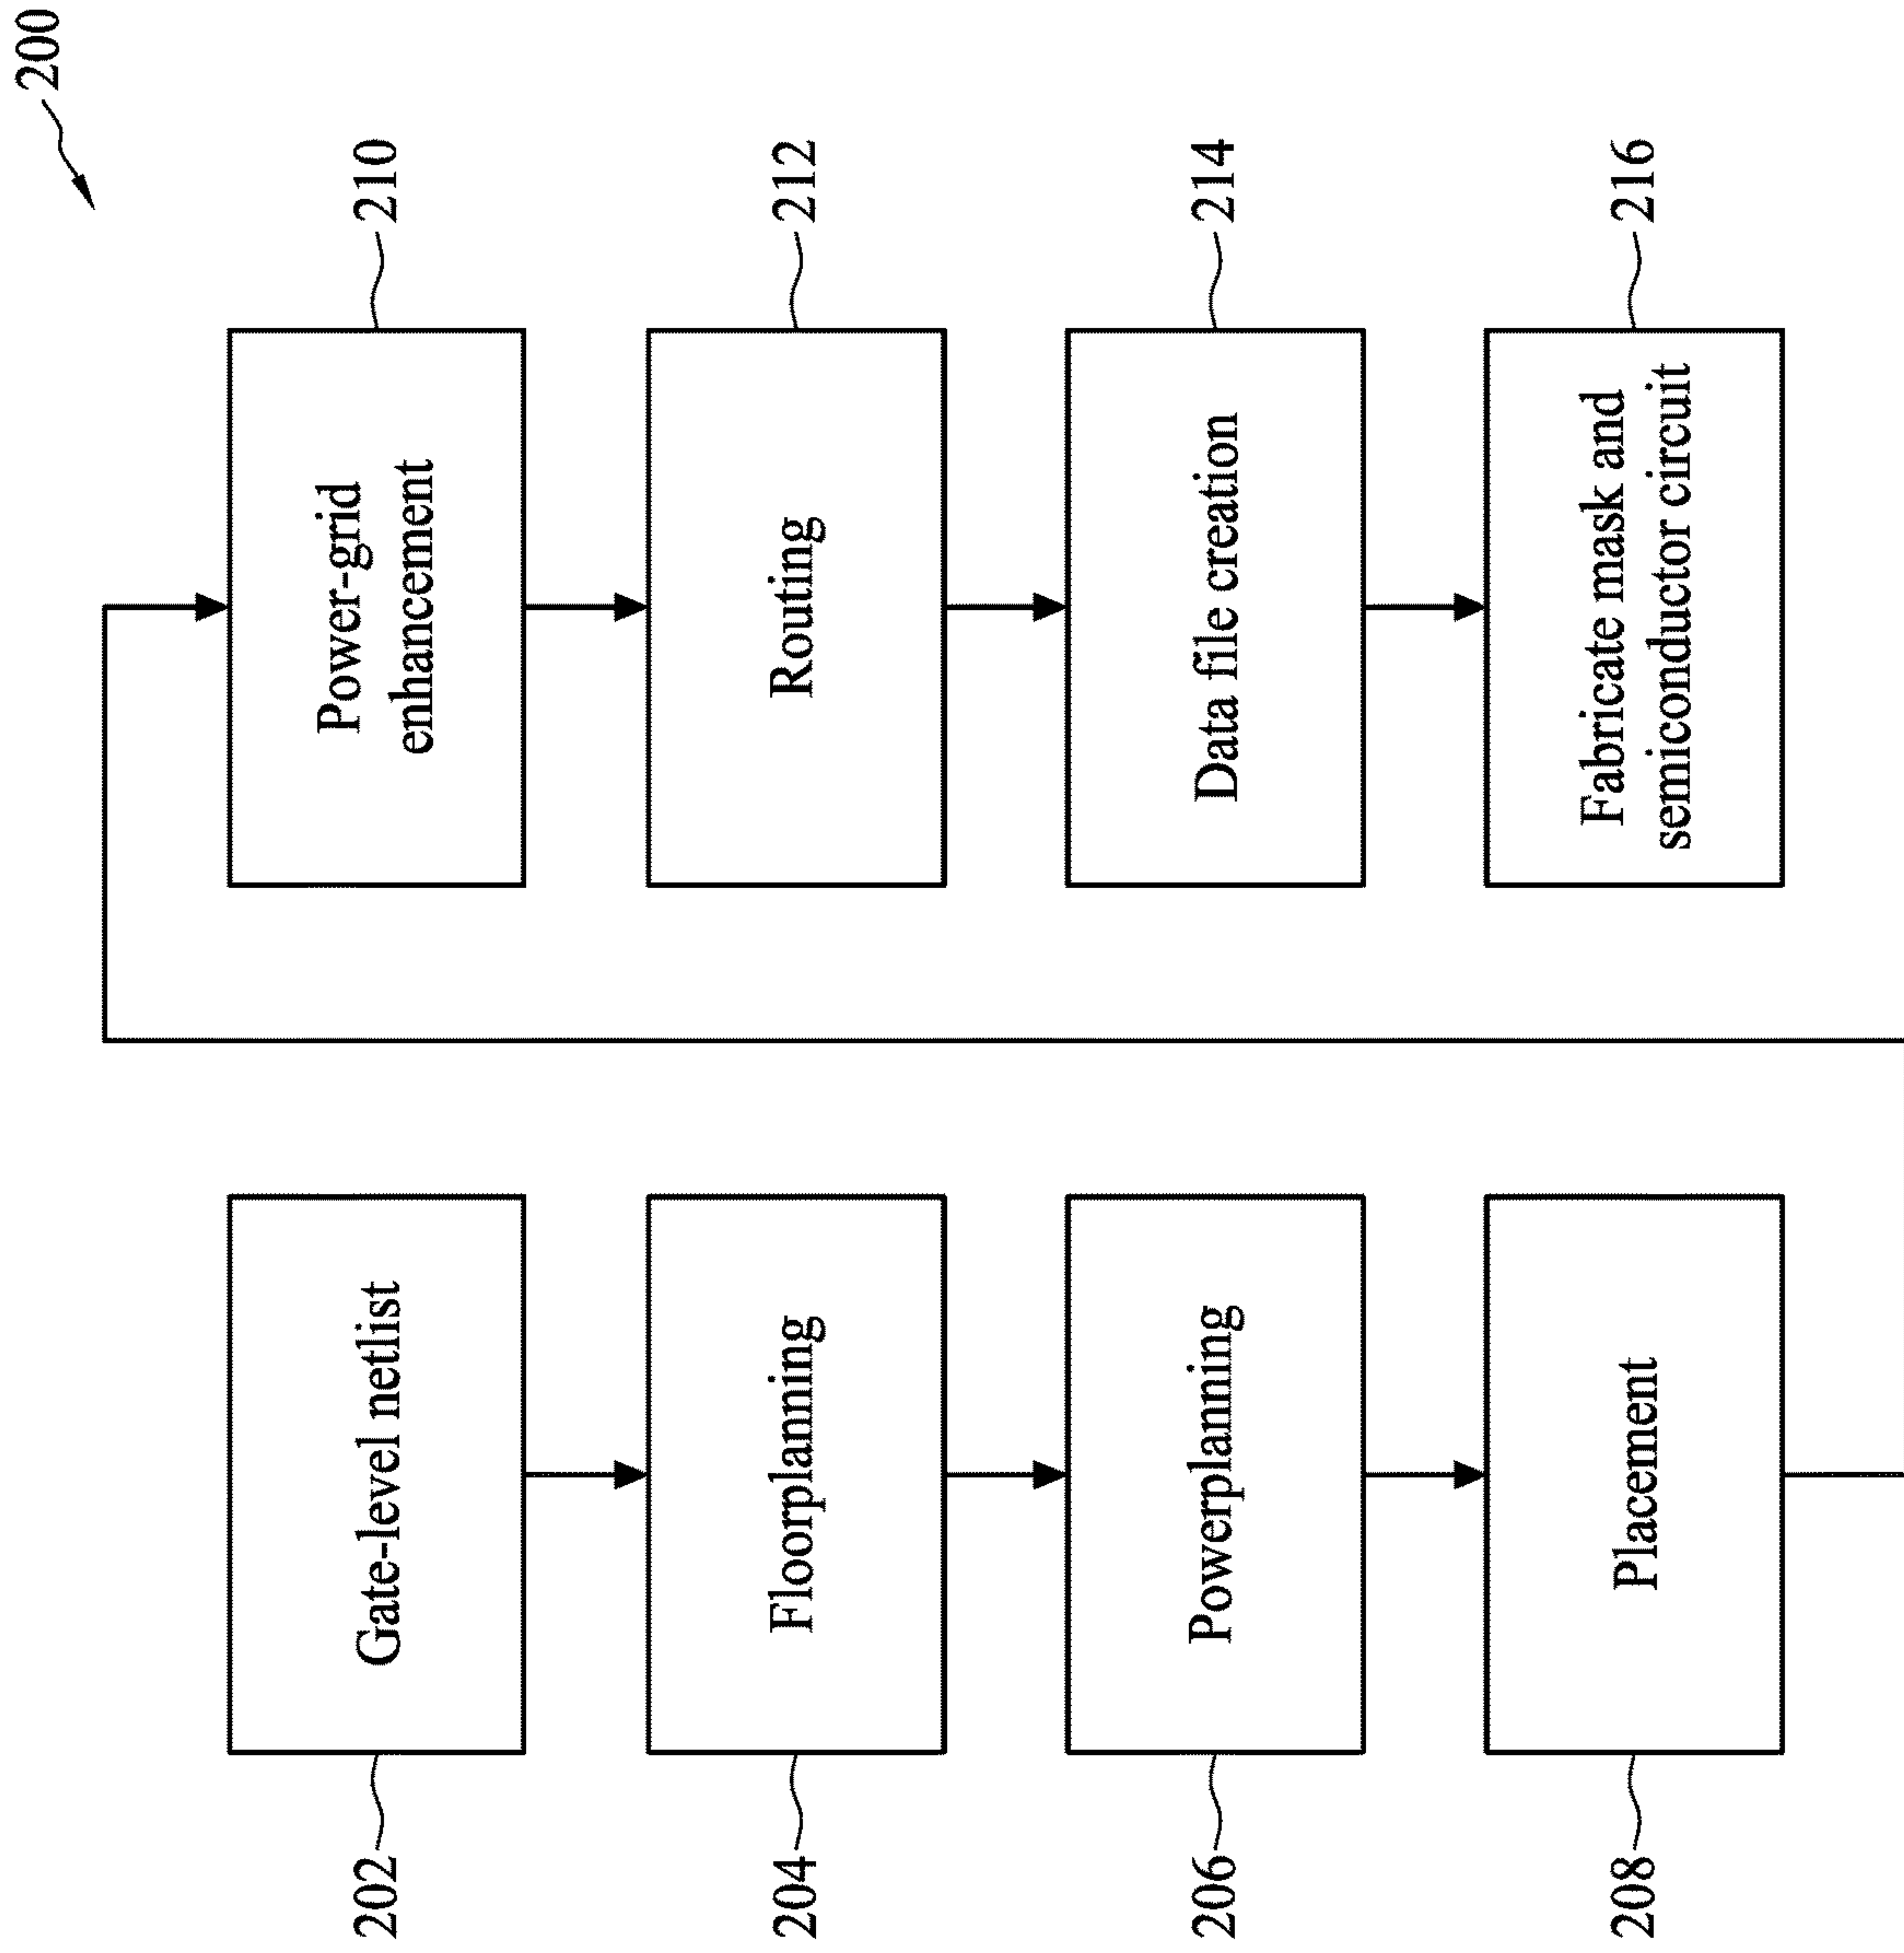 200
202
Gate-level netlist
204
Floorplanning
206
Powerplanning
208
Placement
Power-grid
enhancement
210
Routing
212
Data file creation
214
Fabricate mask and
semiconductor circuit
216